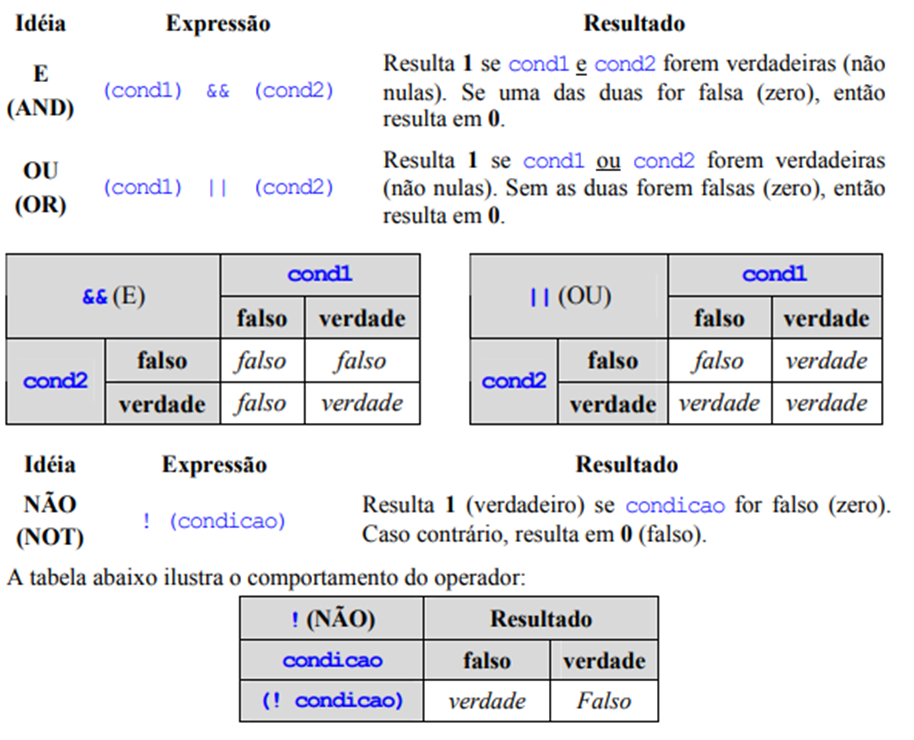 Idéia Expressão Resultado
E
(AND)
(cond1) && (cond2)
Resulta 1 se cond1 e cond2 forem verdadeiras (não
nulas). Se uma das duas for falsa (zero), então
resulta em 0.
OU
(OR)
(cond1) || (cond2)
Resulta 1 se cond1 ou cond2 forem verdadeiras
(não nulas). Sem as duas forem falsas (zero), então
resulta em 0.
&& (E) cond1
falso verdade
cond2 falso falso falso
verdade falso verdade
|| (OU) cond1
falso verdade
cond2 falso falso verdade
verdade verdade verdade
Idéia Expressão Resultado
NÃO
(NOT)
! (condicao)
Resulta 1 (verdadeiro) se condicao for falso (zero).
Caso contrário, resulta em 0 (falso).
A tabela abaixo ilustra o comportamento do operador:
! (NÃO) Resultado
condicao falso verdade
(! condicao) verdade Falso